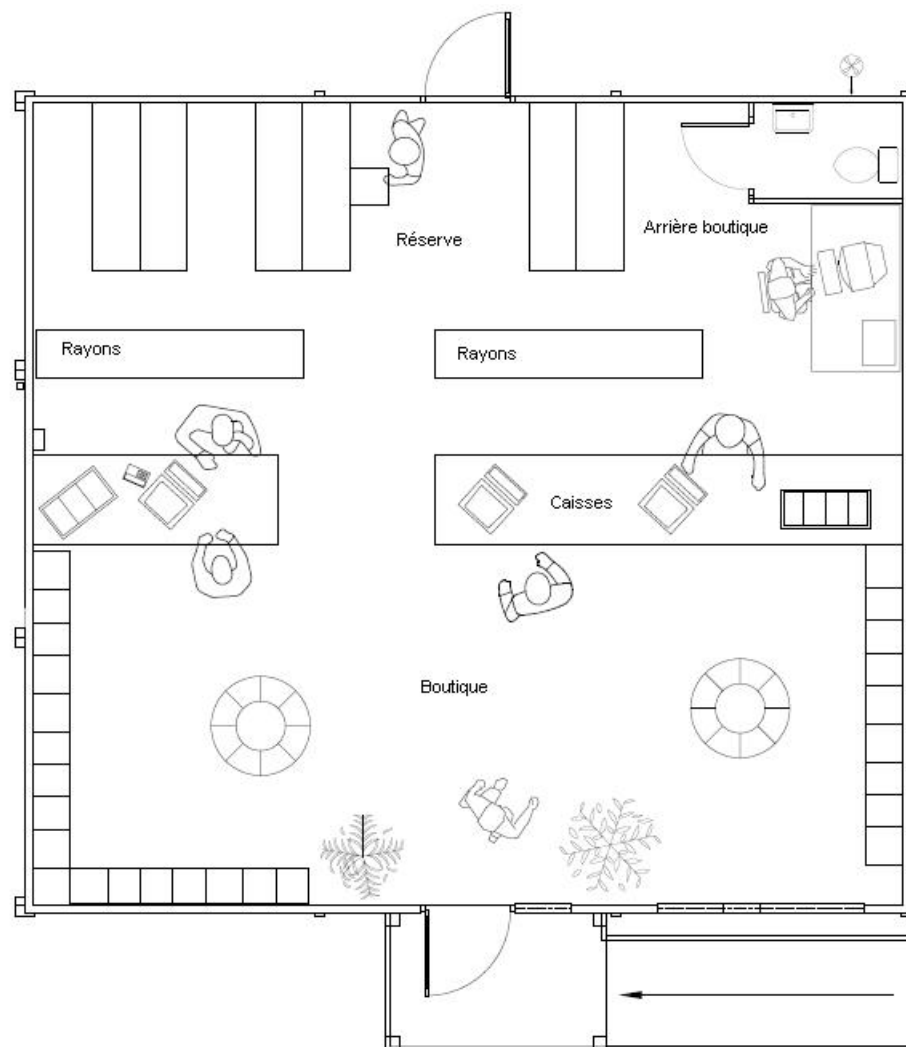 Réserve
Arrière boutique
Rayons
Rayons
Caisses
Boutique